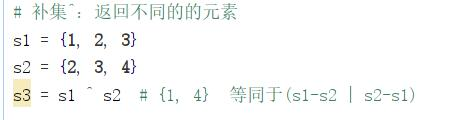 # 补集^：返回不同的的元素
s1 = {1, 2, 3}
s2 = {2, 3, 4}
s3 = s1 ^ s2  # {1, 4}  等同于(s1-s2 | s2-s1)